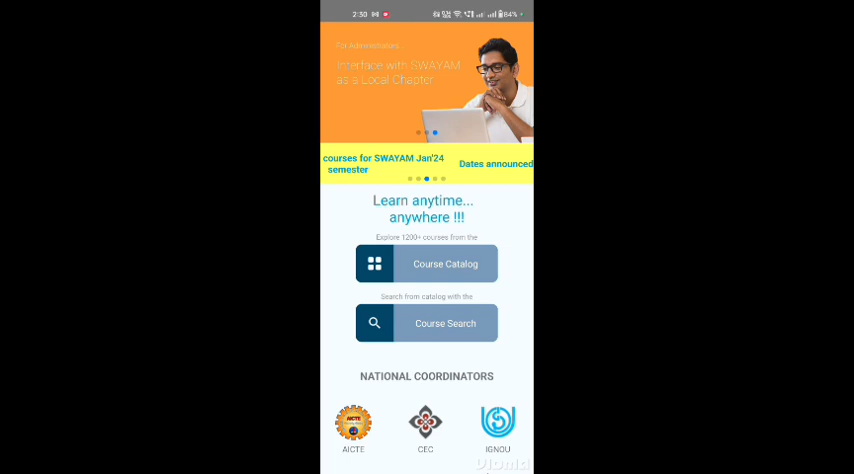 2:30
84%
For Administrators
Interface with SWAYAM
as a Local Chapter
courses for SWAYAM Jan'24
semester
Dates announced
Learn anytime...
anywhere !!!
Explore 1200+ courses from the
Course Catalog
Search from catalog with the
Course Search
NATIONAL COORDINATORS
AICTE
AICTE CEC IGNOU